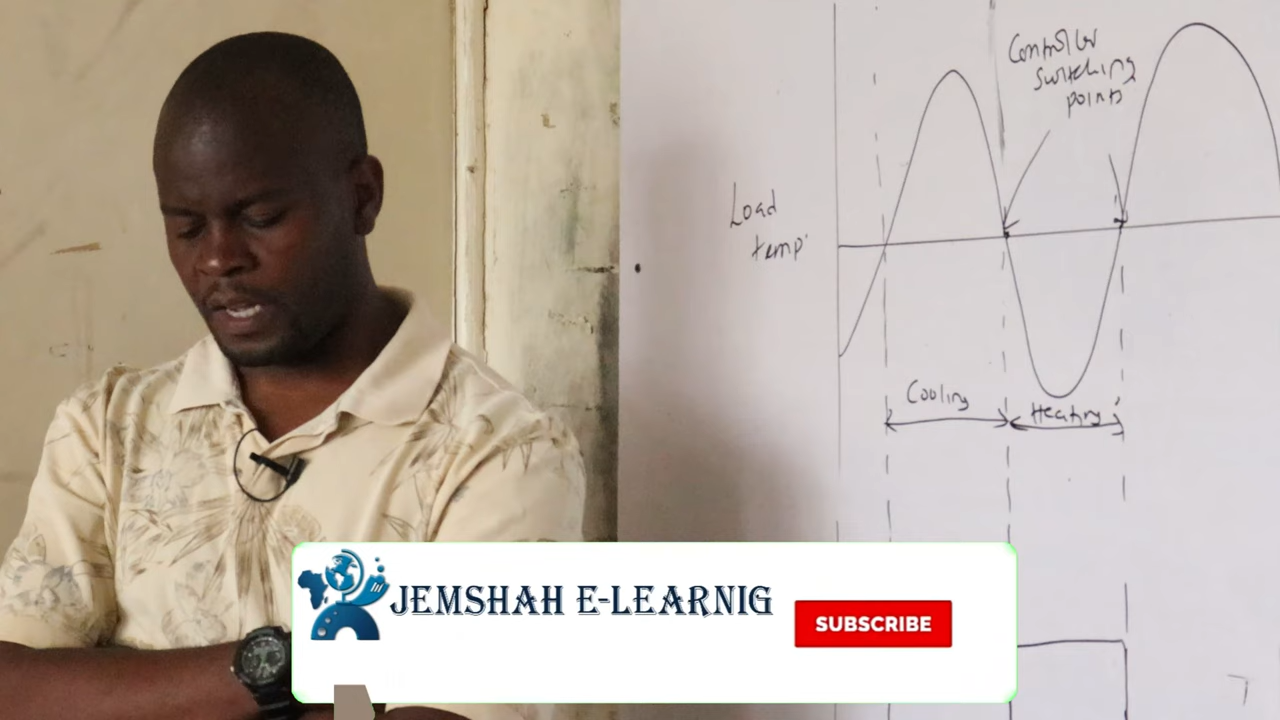 Controller
switching
points
Load
temp
Cooling
Heating
JEMSHAH E-LEARNIG
SUBSCRIBE